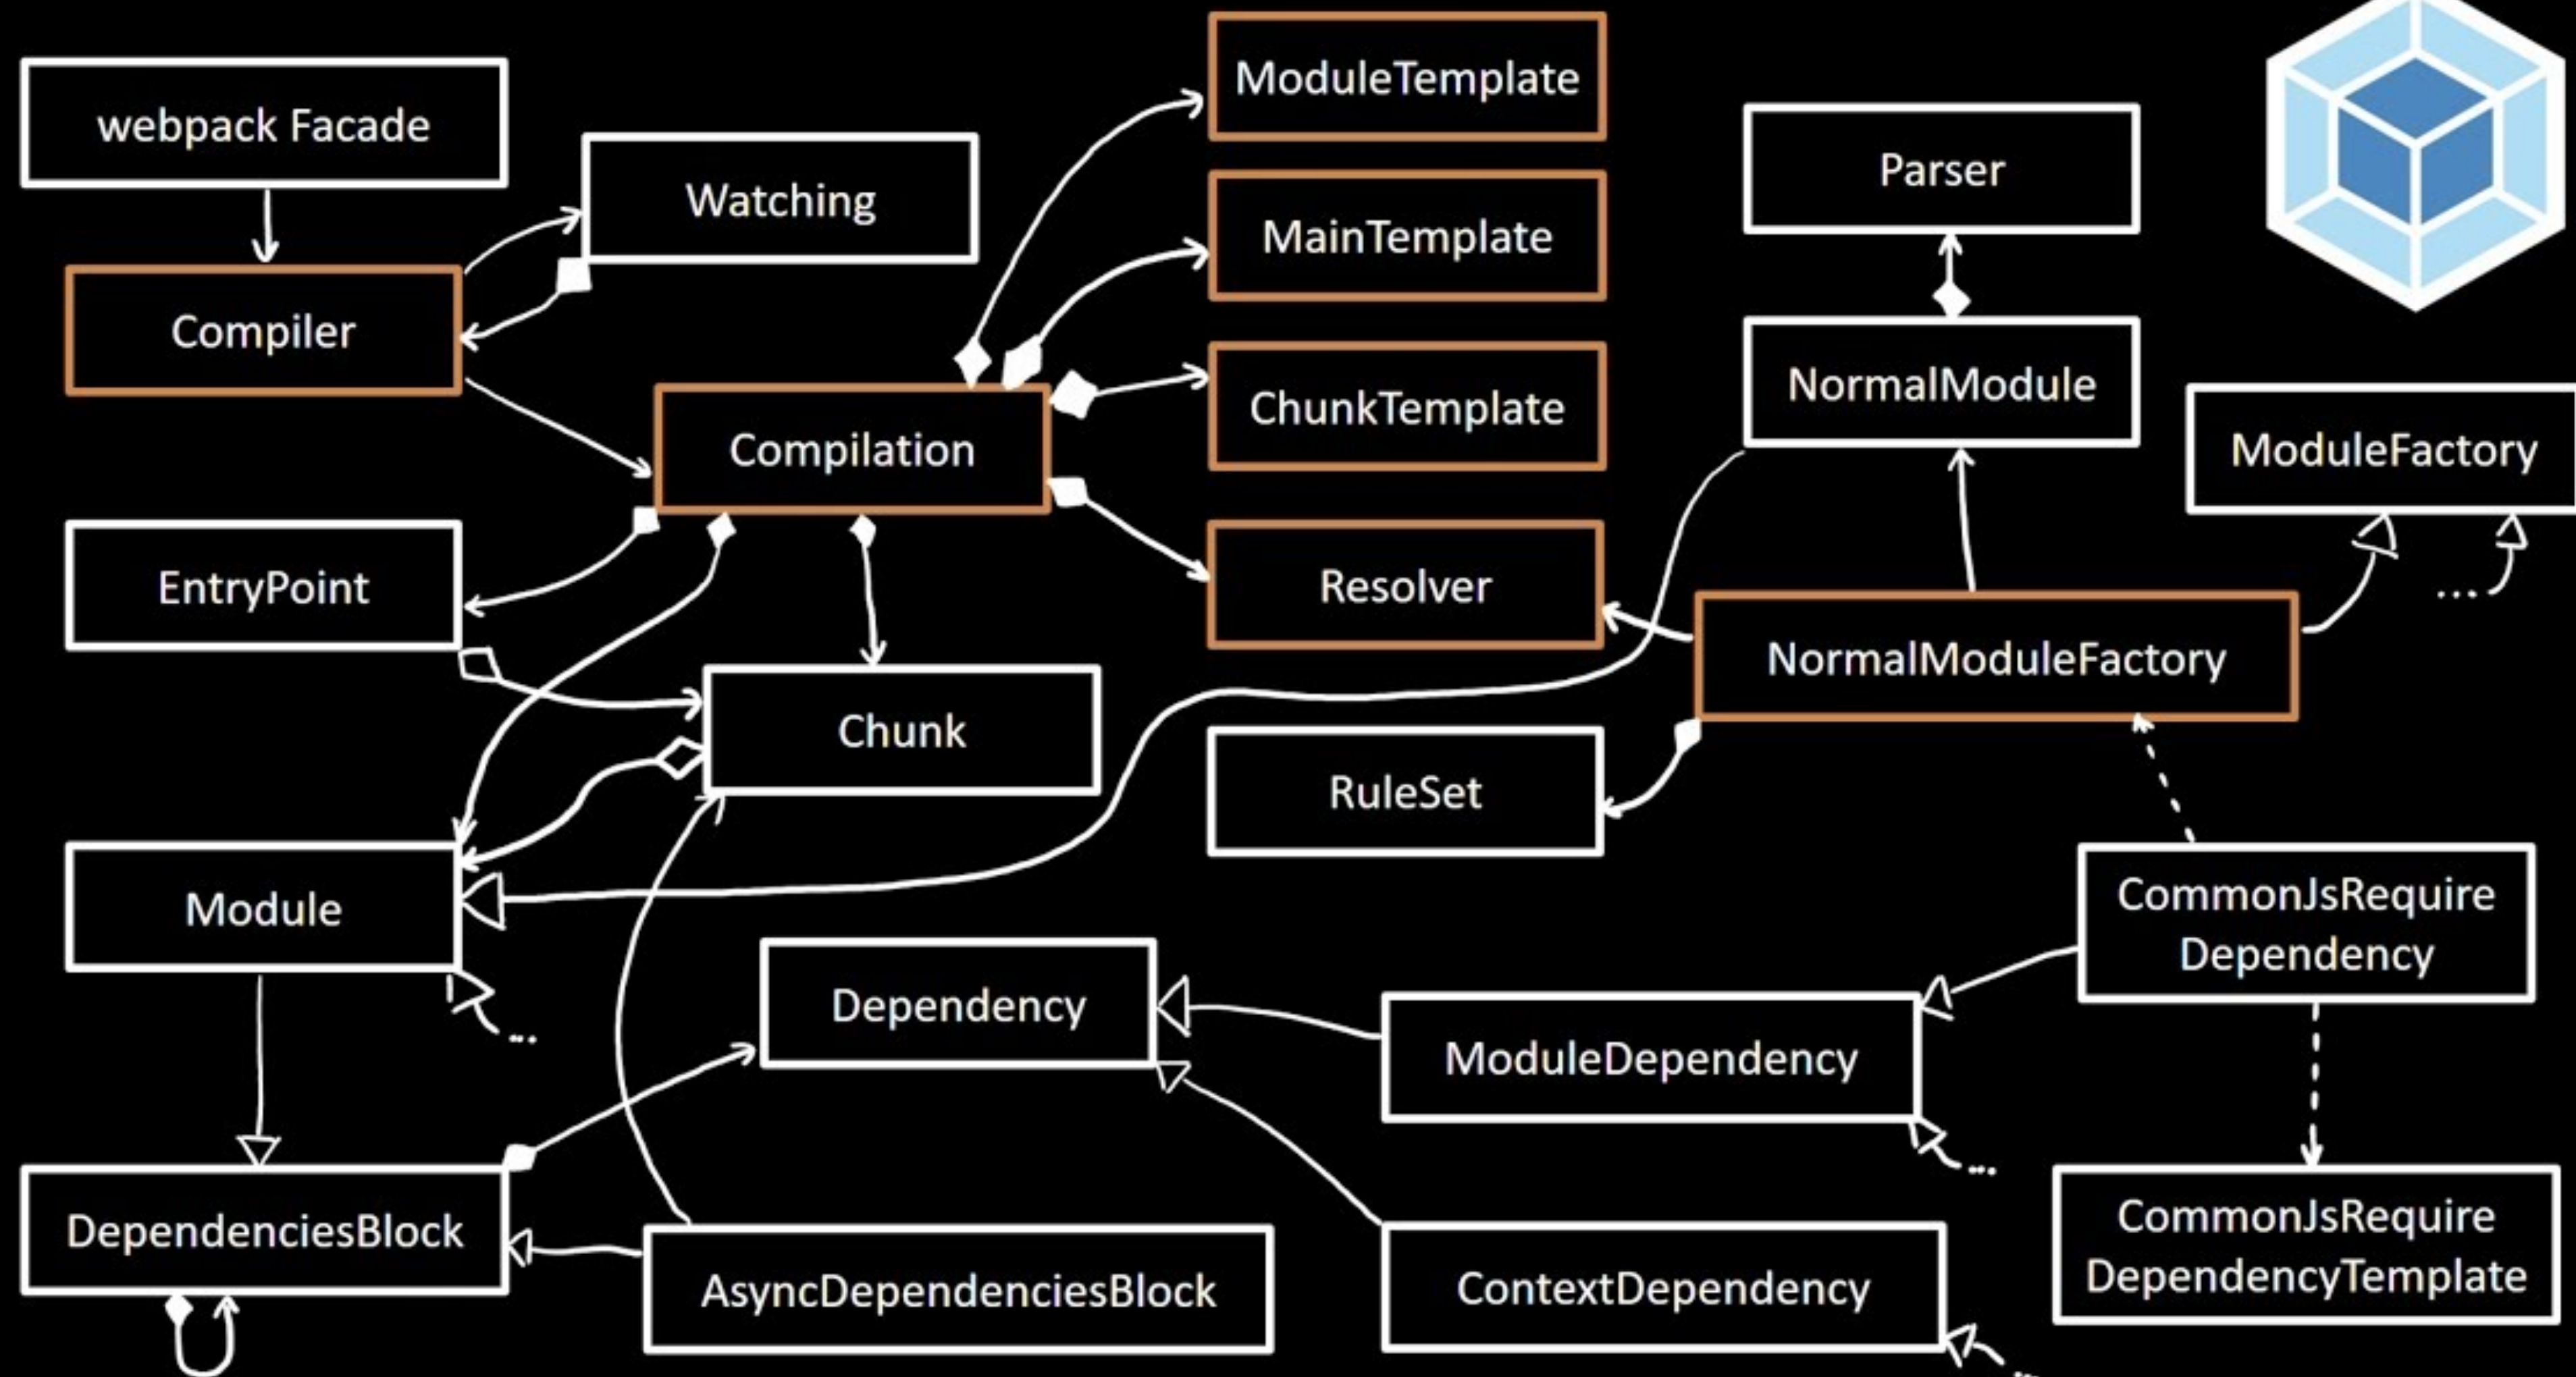 webpack Facade
Watching
Compiler
Compilation
ModuleTemplate
MainTemplate
ChunkTemplate
Resolver
Parser
NormalModule
ModuleFactory
...
NormalModuleFactory
EntryPoint
Chunk
RuleSet
Module
...
Dependency
ModuleDependency
...
CommonJsRequire
Dependency
DependenciesBlock
AsyncDependenciesBlock
ContextDependency
...
CommonJsRequire
DependencyTemplate